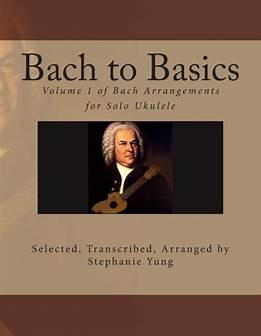 Bach to Basics
Volume 1 of Bach Arrangements
for Solo Ukulele
Selected, Transcribed, Arranged by
Stephanie Yung